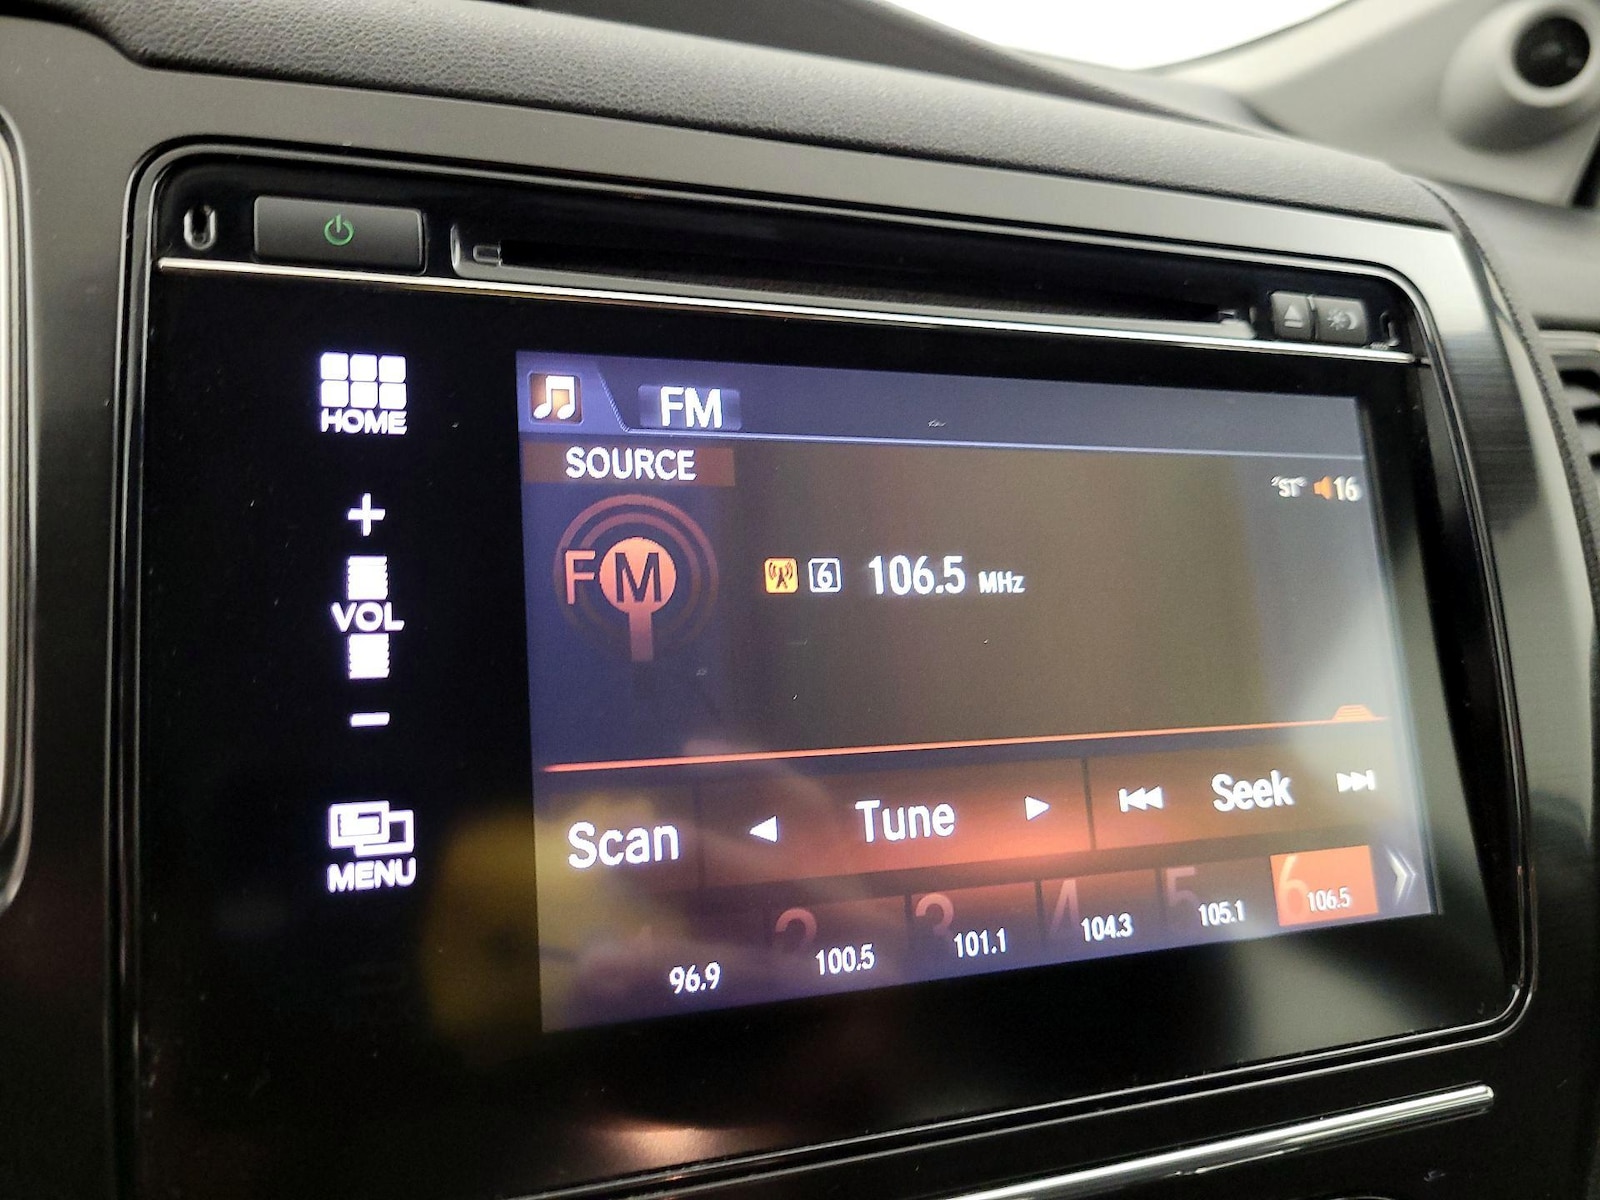 HOME
+
VOL
−
MENU
FM
SOURCE
FM
ST 16
6 106.5 MHz
Scan Tune Seek
1 96.9
2 100.5
3 101.1
4 104.3
5 105.1
6 106.5